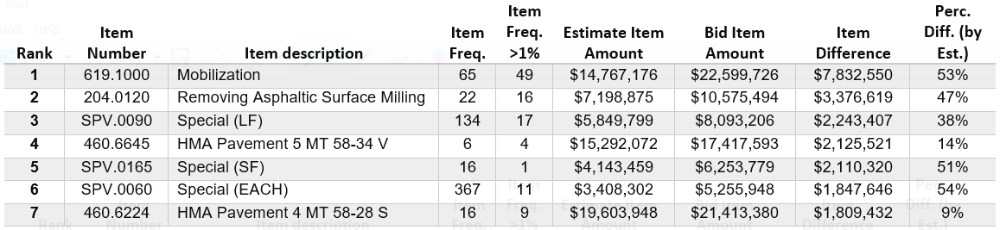 Rank Item Number Item description Item Freq. Item Freq. >1% Estimate Item Amount Bid Item Amount Item Difference Perc. Diff. (by Est.)
1 619.1000 Mobilization 65 49 $14,767,176 $22,599,726 $7,832,550 53%
2 204.0120 Removing Asphaltic Surface Milling 22 16 $7,198,875 $10,575,494 $3,376,619 47%
3 SPV.0090 Special (LF) 134 17 $5,849,799 $8,093,206 $2,243,407 38%
4 460.6645 HMA Pavement 5 MT 58-34 V 6 4 $15,292,072 $17,417,593 $2,125,521 14%
5 SPV.0165 Special (SF) 16 1 $4,143,459 $6,253,779 $2,110,320 51%
6 SPV.0060 Special (EACH) 367 11 $3,408,302 $5,255,948 $1,847,646 54%
7 460.6224 HMA Pavement 4 MT 58-28 S 16 9 $19,603,948 $21,413,380 $1,809,432 9%